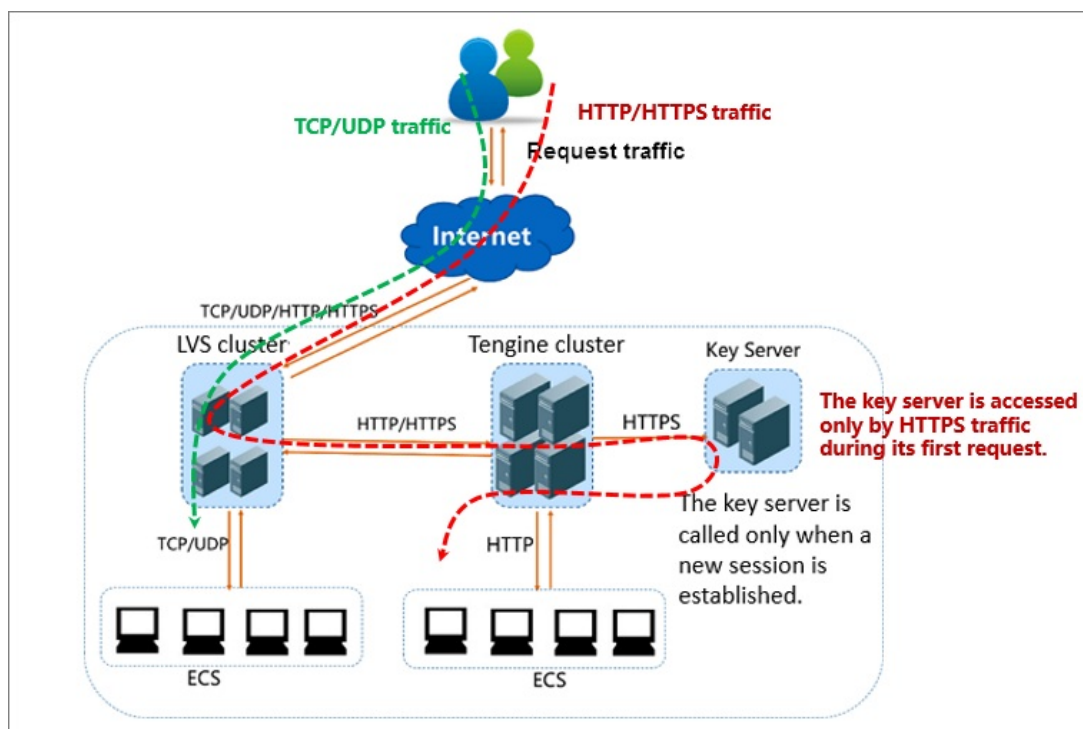 TCP/UDP traffic
HTTP/HTTPS traffic
Request traffic
Internet
TCP/UDP/HTTP/HTTPS
LVS cluster
Tengine cluster
Key Server
HTTP/HTTPS
HTTPS
The key server is accessed
only by HTTPS traffic
during its first request.
The key server is
called only when a
new session is
established.
TCP/UDP
HTTP
ECS
ECS